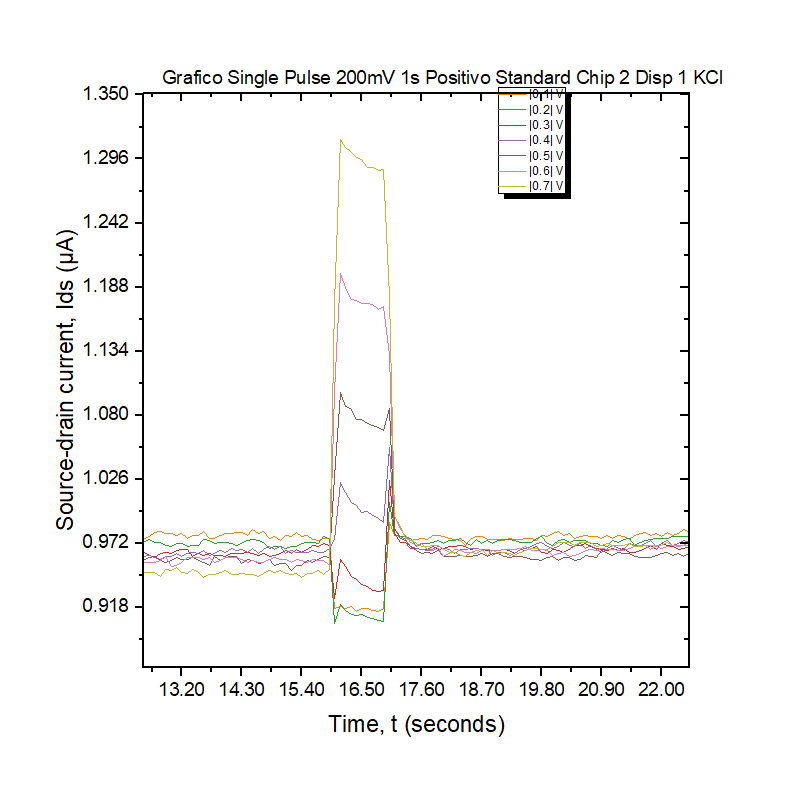 Grafico Single Pulse 200mV 1s Positivo Standard Chip 2 Disp 1 KCl
|0.1| V
|0.2| V
|0.3| V
|0.4| V
|0.5| V
|0.6| V
|0.7| V
1.350
1.296
1.242
1.188
1.134
1.080
1.026
0.972
0.918
Source-drain current, Ids (µA)
13.20 14.30 15.40 16.50 17.60 18.70 19.80 20.90 22.00
Time, t (seconds)